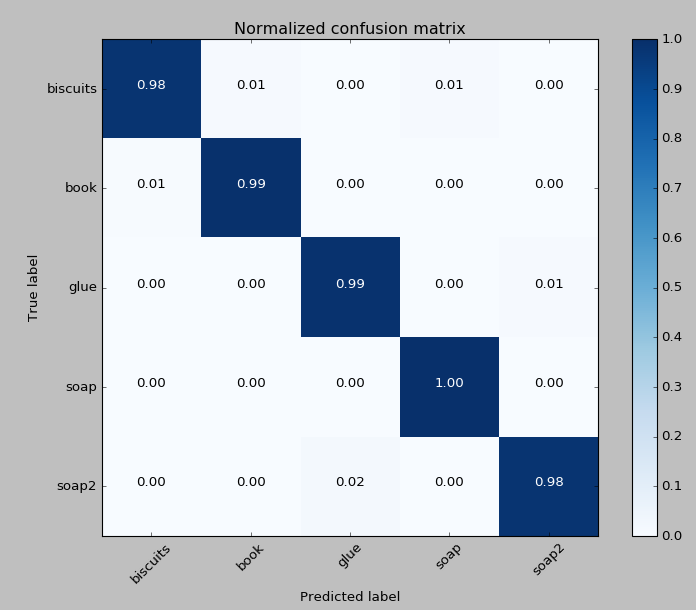 Normalized confusion matrix
biscuits 0.98 0.01 0.00 0.01 0.00
book 0.01 0.99 0.00 0.00 0.00
glue 0.00 0.00 0.99 0.00 0.01
soap 0.00 0.00 0.00 1.00 0.00
soap2 0.00 0.00 0.02 0.00 0.98
True label
biscuits book glue soap soap2
Predicted label
1.0
0.9
0.8
0.7
0.6
0.5
0.4
0.3
0.2
0.1
0.0